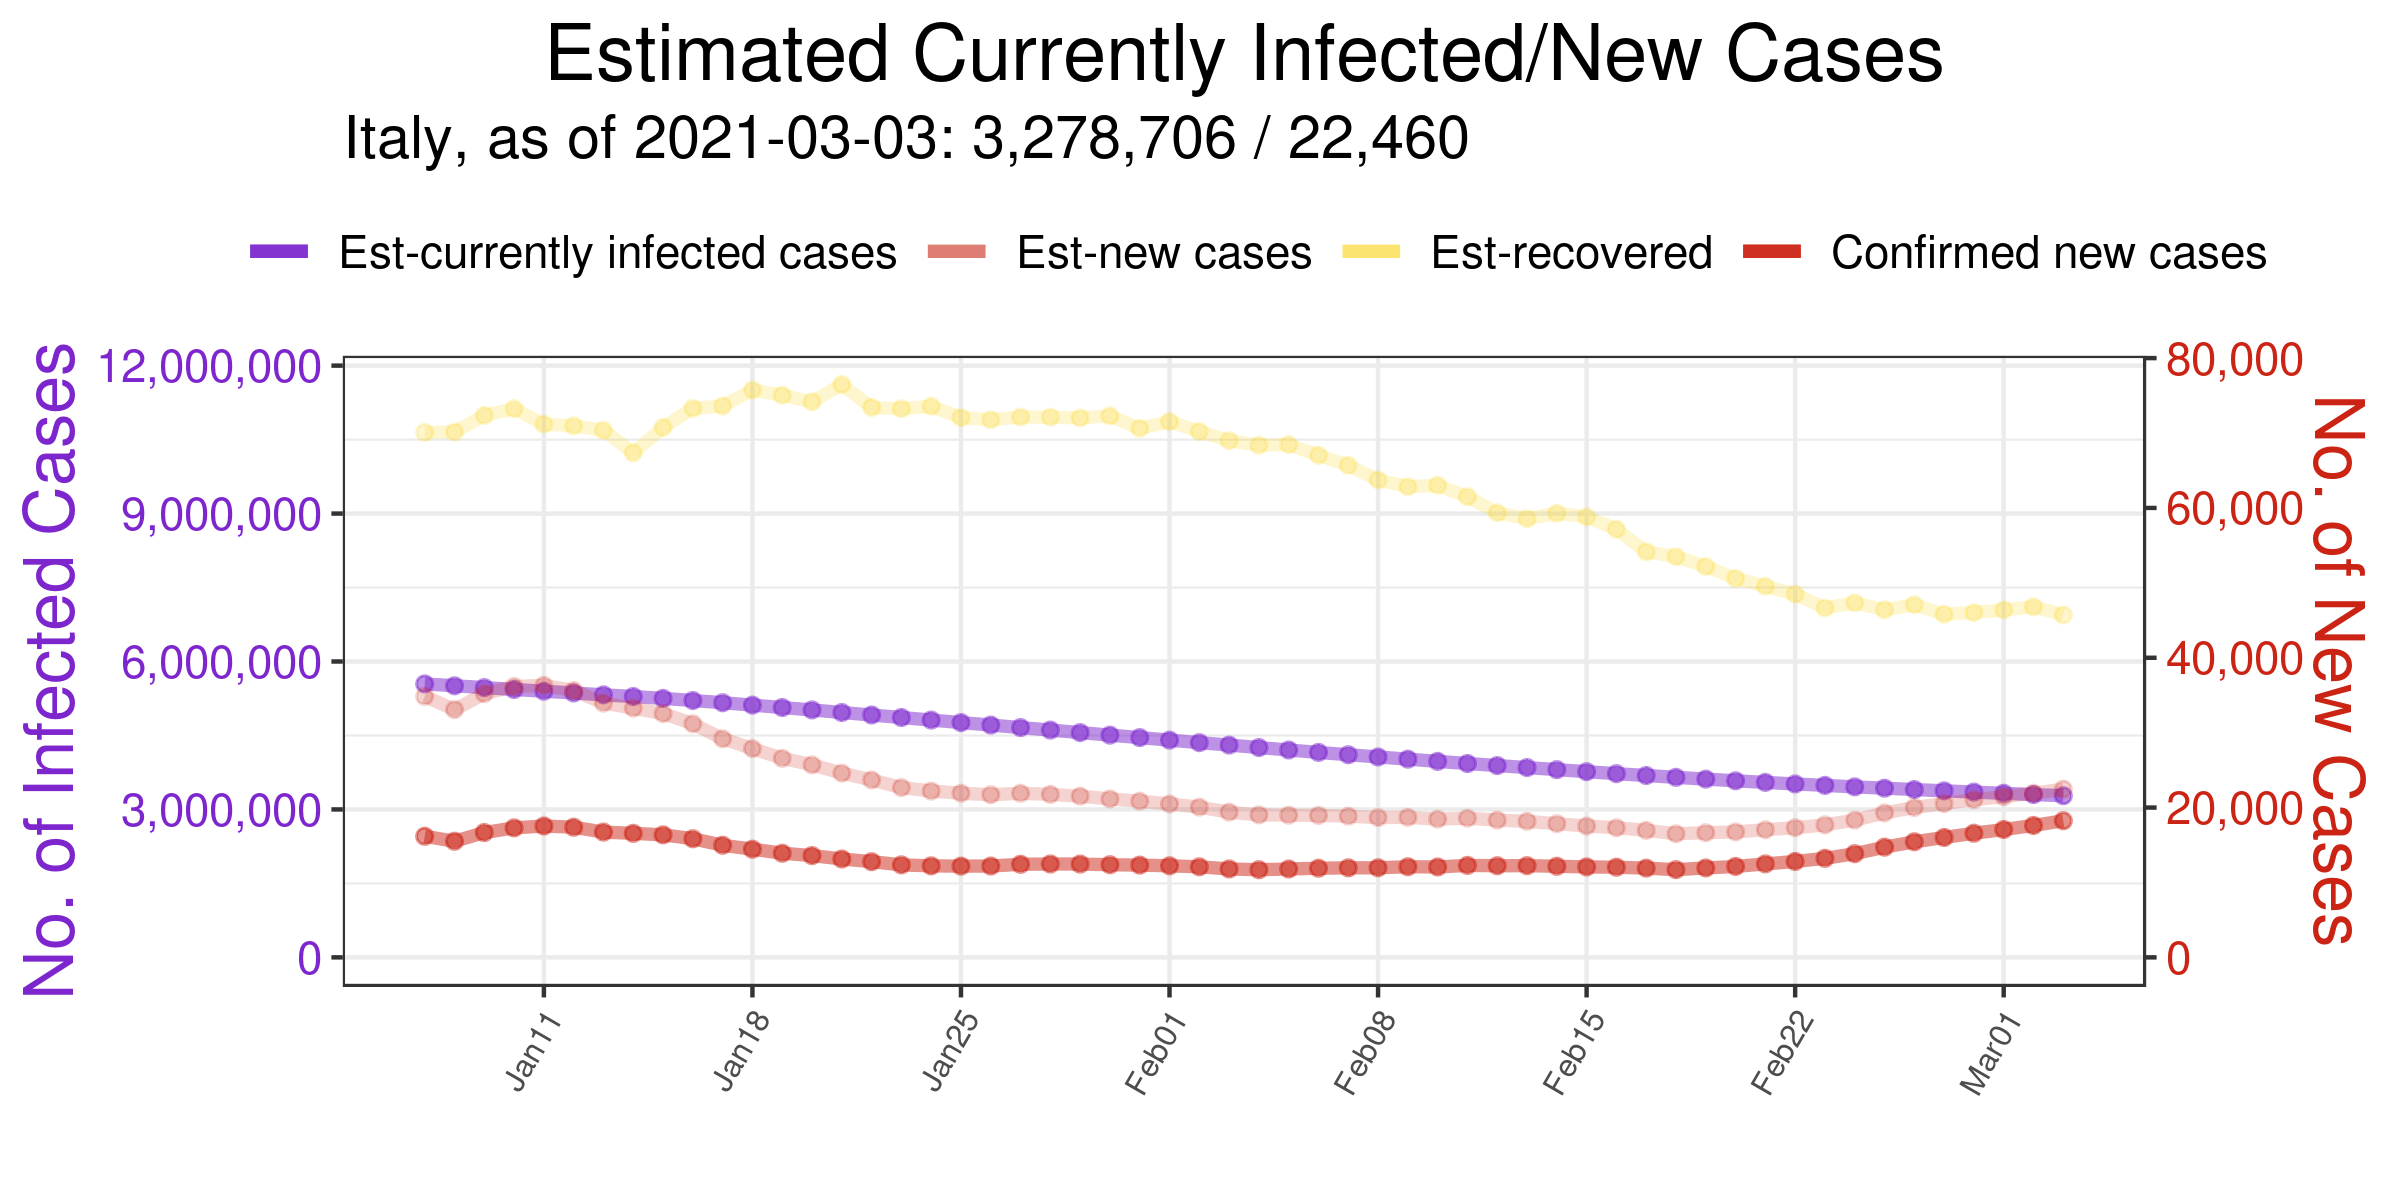 Estimated Currently Infected/New Cases
Italy, as of 2021-03-03: 3,278,706 / 22,460
Est-currently infected cases Est-new cases Est-recovered Confirmed new cases
No. of Infected Cases
12,000,000
9,000,000
6,000,000
3,000,000
0
80,000
60,000
40,000
20,000
0
No. of New Cases
Jan11 Jan18 Jan25 Feb01 Feb08 Feb15 Feb22 Mar01